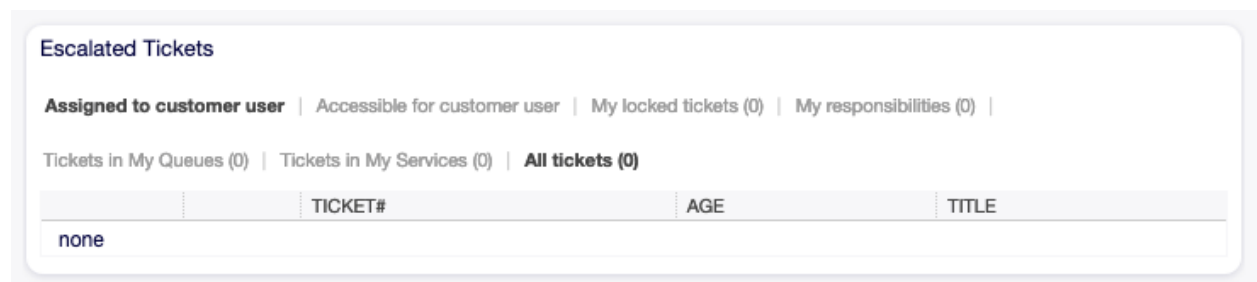 Escalated Tickets
Assigned to customer user | Accessible for customer user | My locked tickets (0) | My responsibilities (0) |
Tickets in My Queues (0) | Tickets in My Services (0) | All tickets (0)
TICKET# AGE TITLE
none